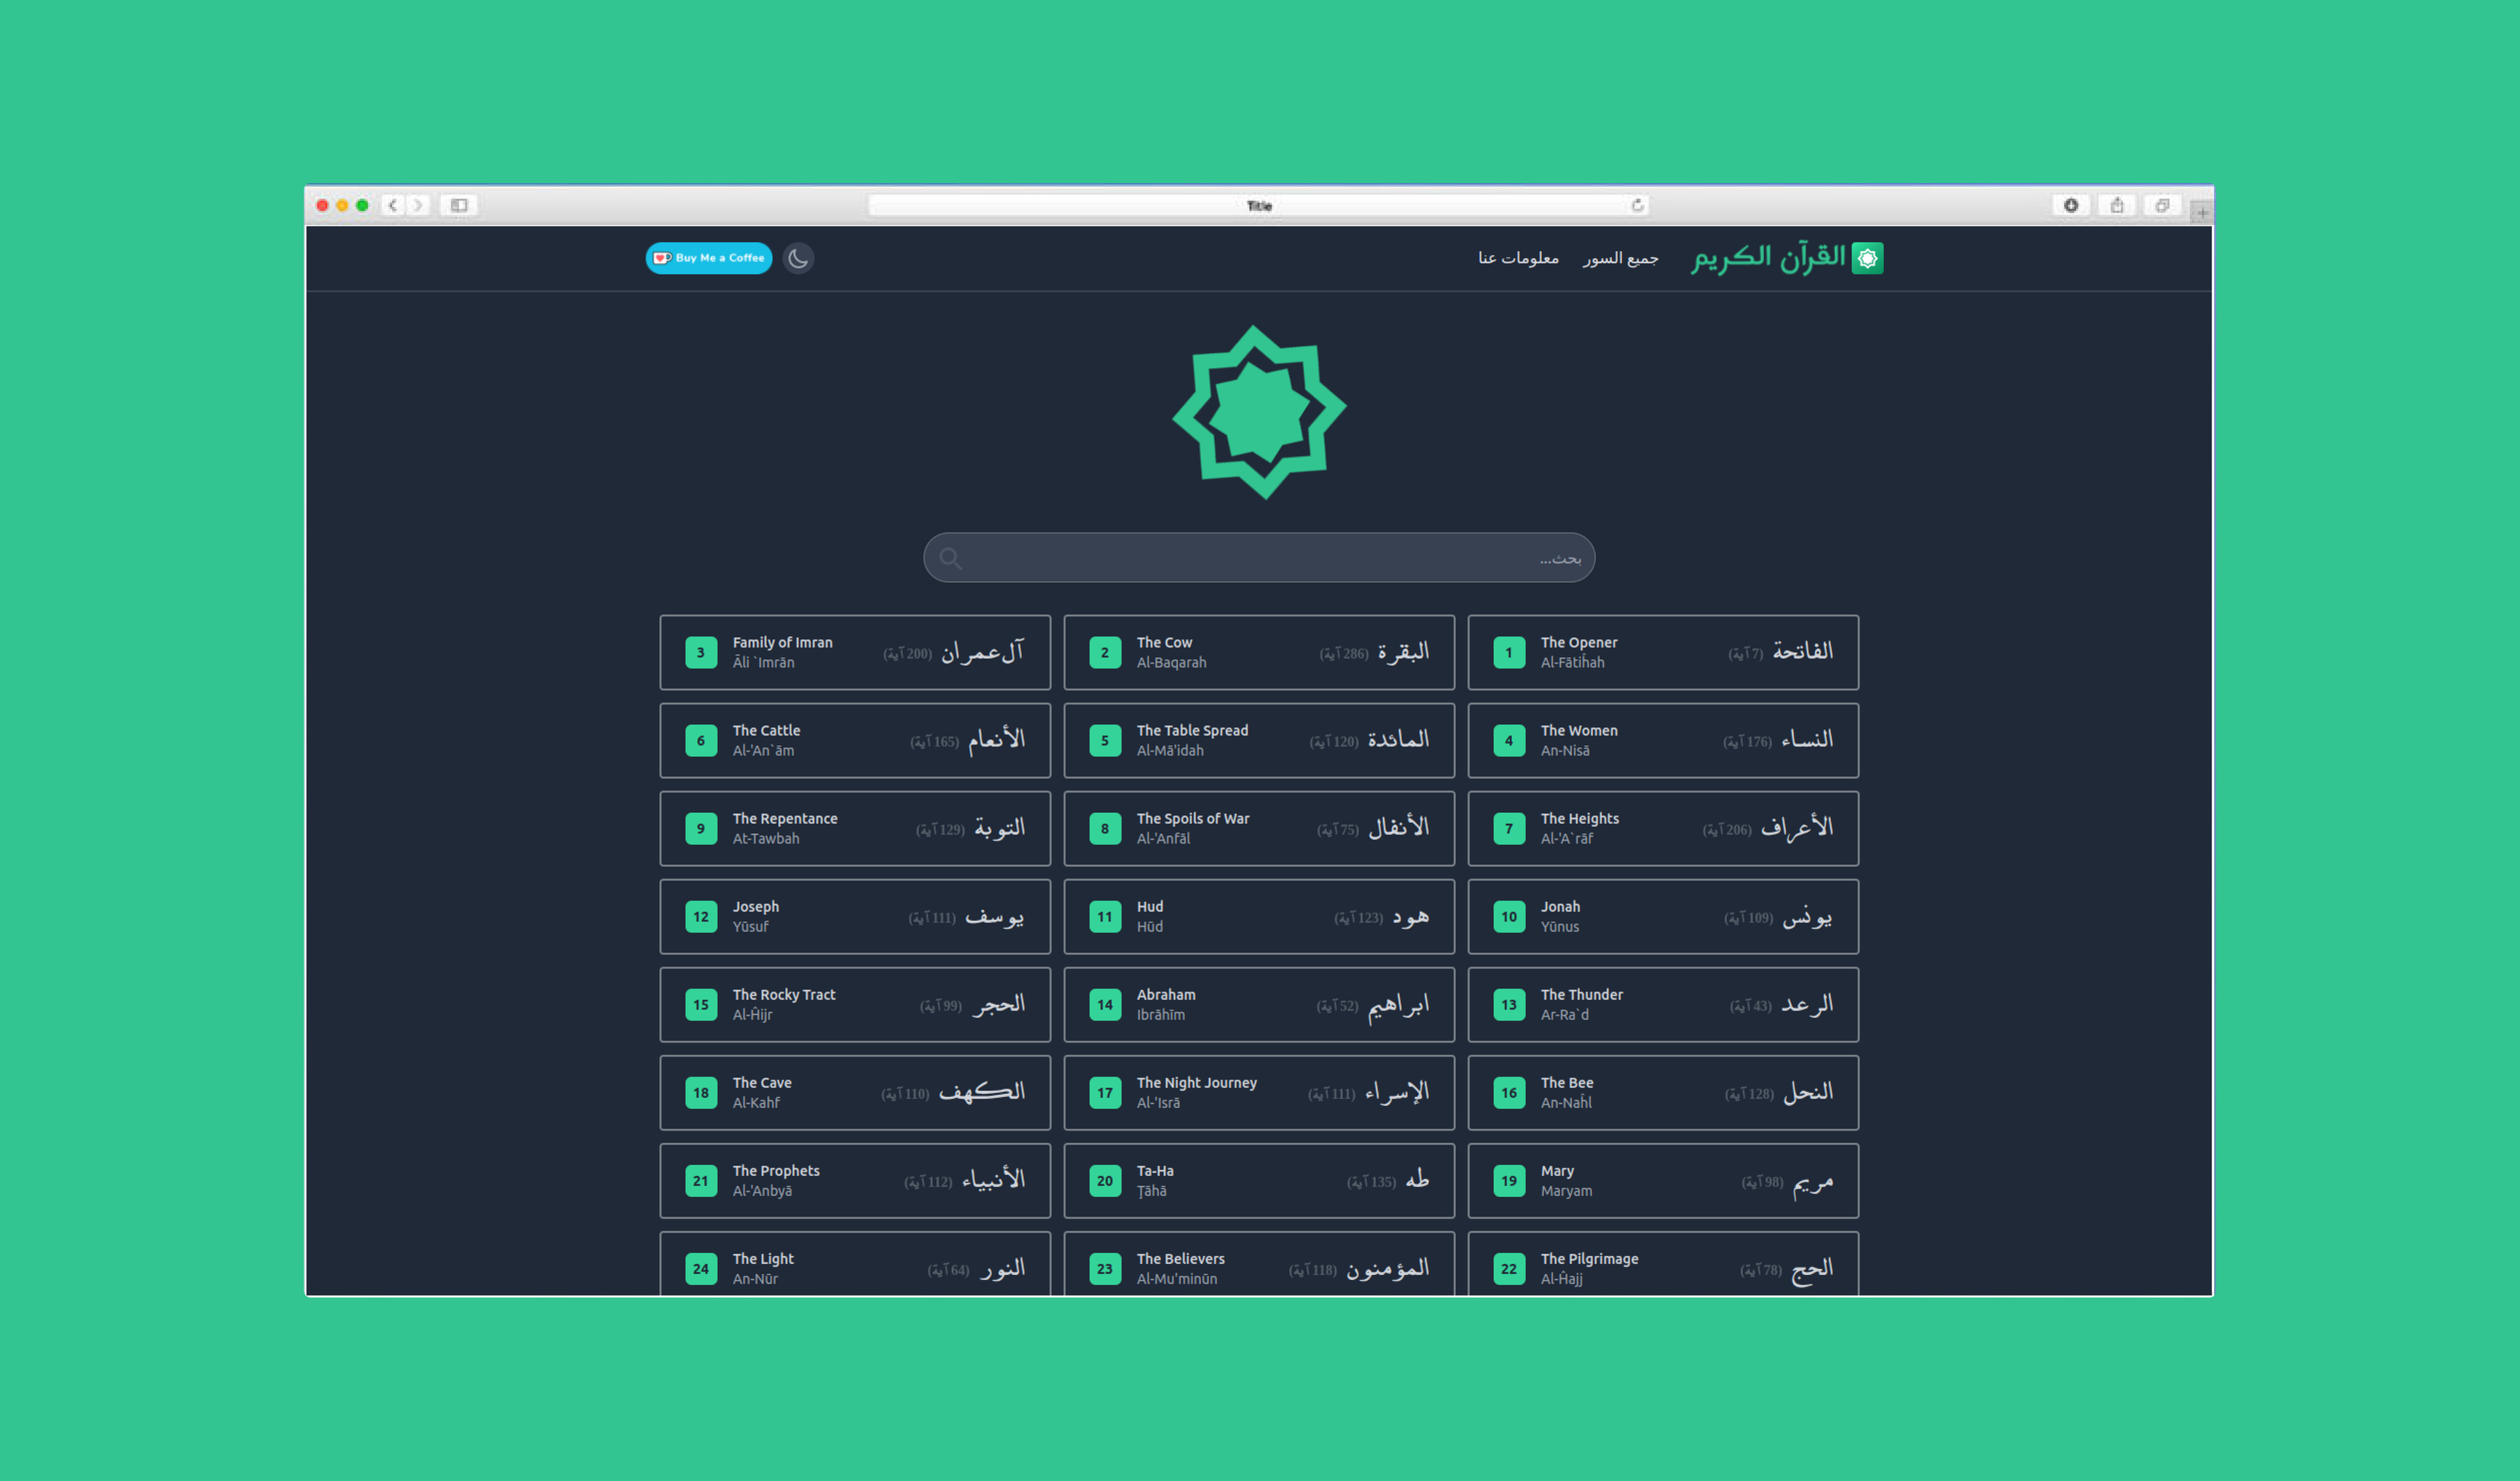 Title
القرآن الكريم
جميع السور
معلومات عنا
Buy Me a Coffee
بحث...
1
The Opener
Al-Fātiĥah
الفاتحة (7 آية)
2
The Cow
Al-Baqarah
البقرة (286 آية)
3
Family of Imran
Āli `Imrān
آل عمران (200 آية)
4
The Women
An-Nisā
النساء (176 آية)
5
The Table Spread
Al-Mā'idah
المائدة (120 آية)
6
The Cattle
Al-'An`ām
الأنعام (165 آية)
7
The Heights
Al-'A`rāf
الأعراف (206 آية)
8
The Spoils of War
Al-'Anfāl
الأنفال (75 آية)
9
The Repentance
At-Tawbah
التوبة (129 آية)
10
Jonah
Yūnus
يونس (109 آية)
11
Hud
Hūd
هود (123 آية)
12
Joseph
Yūsuf
يوسف (111 آية)
13
The Thunder
Ar-Ra`d
الرعد (43 آية)
14
Abraham
Ibrāhīm
ابراهيم (52 آية)
15
The Rocky Tract
Al-Ĥijr
الحجر (99 آية)
16
The Bee
An-Naĥl
النحل (128 آية)
17
The Night Journey
Al-'Isrā
الإسراء (111 آية)
18
The Cave
Al-Kahf
الكهف (110 آية)
19
Mary
Maryam
مريم (98 آية)
20
Ta-Ha
Ţāhā
طه (135 آية)
21
The Prophets
Al-'Anbyā
الأنبياء (112 آية)
22
The Pilgrimage
Al-Ĥajj
الحج (78 آية)
23
The Believers
Al-Mu'minūn
المؤمنون (118 آية)
24
The Light
An-Nūr
النور (64 آية)